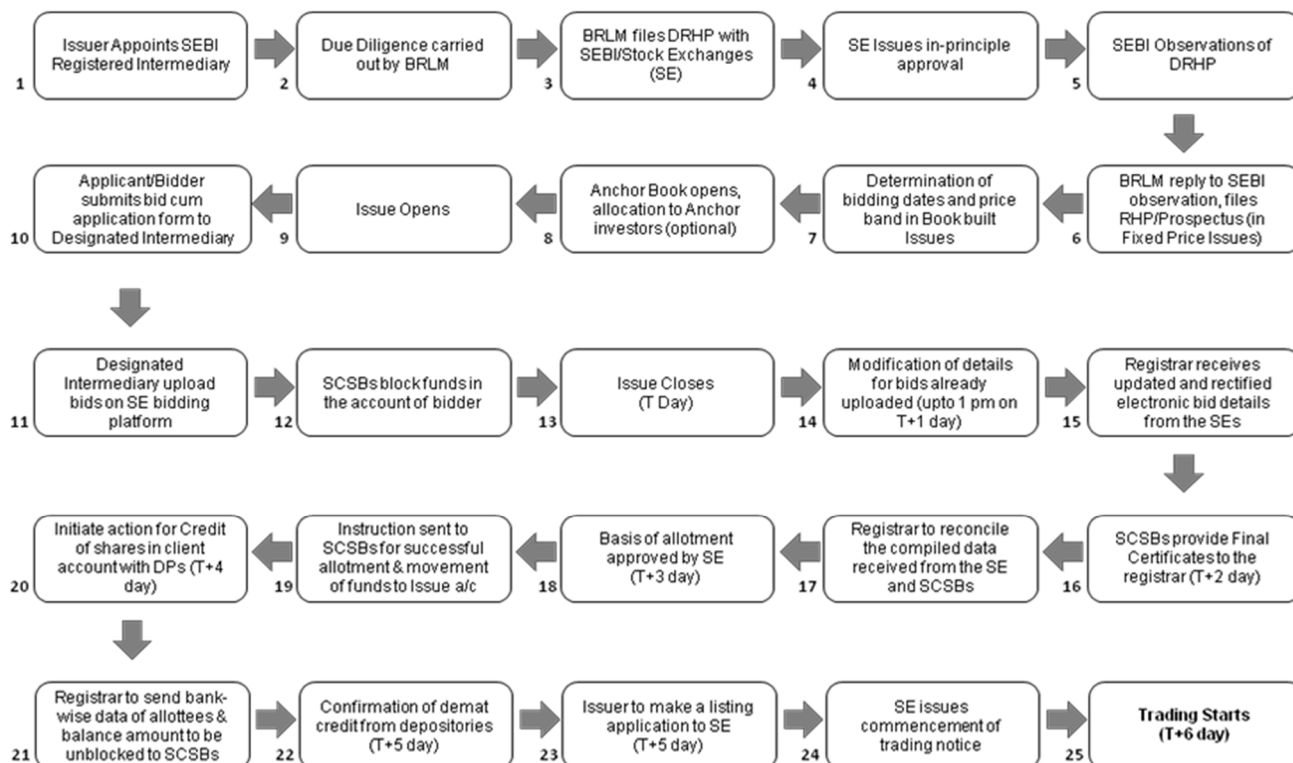 Issuer Appoints SEBI
Registered Intermediary
1
Due Diligence carried
out by BRLM
2
BRLM files DRHP with
SEBI/Stock Exchanges
(SE)
3
SE Issues in-principle
approval
4
SEBI Observations of
DRHP
5
BRLM reply to SEBI
observation, files
RHP/Prospectus (in
Fixed Price Issues)
6
Determination of
bidding dates and price
band in Book built
Issues
7
Anchor Book opens,
allocation to Anchor
investors (optional)
8
Issue Opens
9
Applicant/Bidder
submits bid cum
application form to
Designated Intermediary
10
Designated
Intermediary upload
bids on SE bidding
platform
11
SCSBs block funds in
the account of bidder
12
Issue Closes
(T Day)
13
Modification of details
for bids already
uploaded (upto 1 pm on
T+1 day)
14
Registrar receives
updated and rectified
electronic bid details
from the SEs
15
SCSBs provide Final
Certificates to the
registrar (T+2 day)
16
Registrar to reconcile
the compiled data
received from the SE
and SCSBs
17
Basis of allotment
approved by SE
(T+3 day)
18
Instruction sent to
SCSBs for successful
allotment & movement
of funds to Issue a/c
19
Initiate action for Credit
of shares in client
account with DPs (T+4
day)
20
Registrar to send bank-
wise data of allottees &
balance amount to be
unblocked to SCSBs
21
Confirmation of demat
credit from depositories
(T+5 day)
22
Issuer to make a listing
application to SE
(T+5 day)
23
SE issues
commencement of
trading notice
24
Trading Starts
(T+6 day)
25